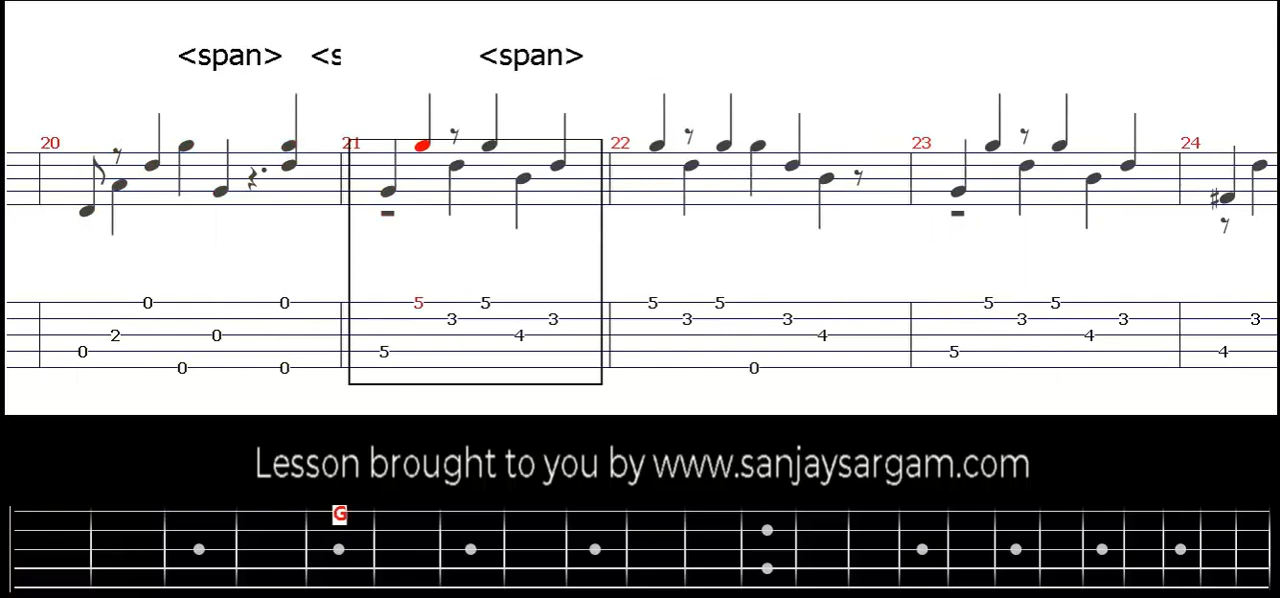 <span> <s <span>
20 21 22 23 24
0 0 5 5 5 5 5 5
2 0 3 4 3 3 3 4 3 4 3 3
0 5 5 4
0 0 0
Lesson brought to you by www.sanjaysargam.com
G